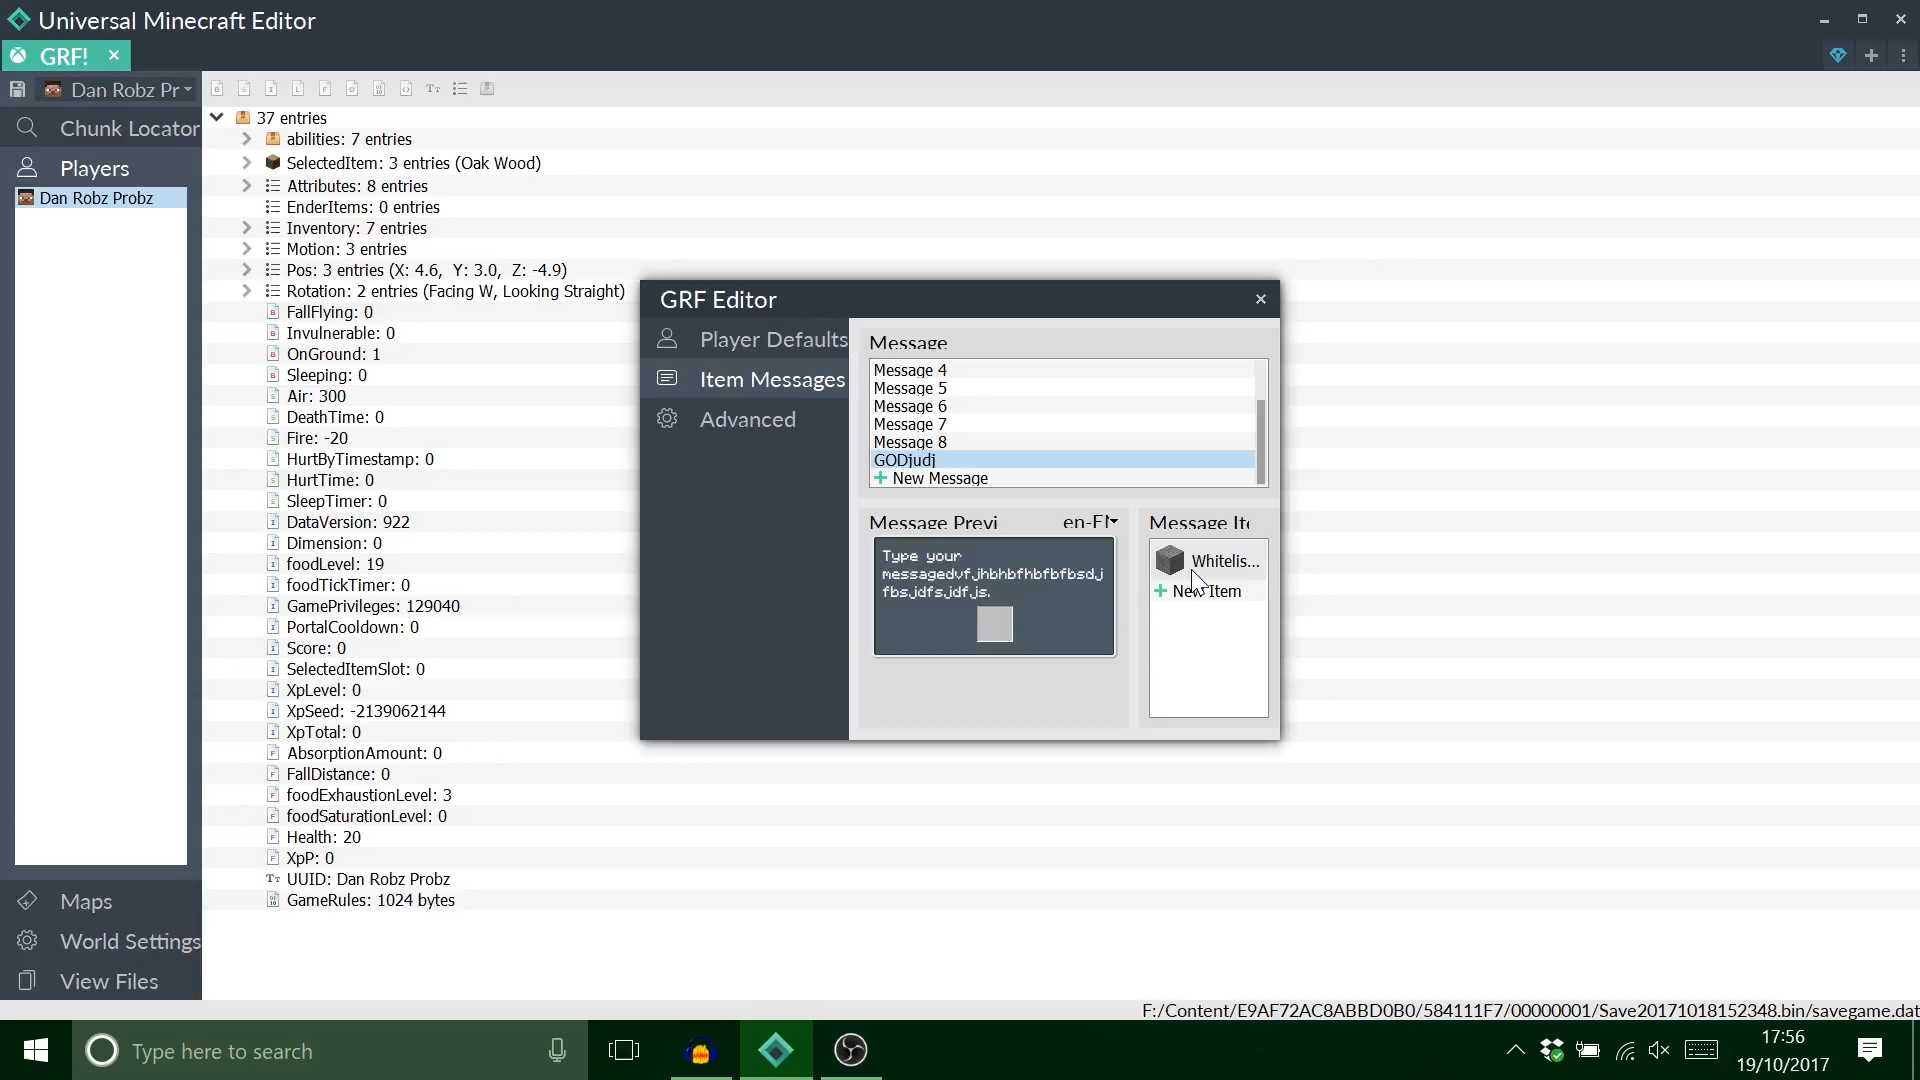 Universal Minecraft Editor
GRF!
Dan Robz Pr
Chunk Locator
Players
Dan Robz Probz
Maps
World Settings
View Files
37 entries
abilities: 7 entries
SelectedItem: 3 entries (Oak Wood)
Attributes: 8 entries
EnderItems: 0 entries
Inventory: 7 entries
Motion: 3 entries
Pos: 3 entries (X: 4.6, Y: 3.0, Z: -4.9)
Rotation: 2 entries (Facing W, Looking Straight)
FallFlying: 0
Invulnerable: 0
OnGround: 1
Sleeping: 0
Air: 300
DeathTime: 0
Fire: -20
HurtByTimestamp: 0
HurtTime: 0
SleepTimer: 0
DataVersion: 922
Dimension: 0
foodLevel: 19
foodTickTimer: 0
GamePrivileges: 129040
PortalCooldown: 0
Score: 0
SelectedItemSlot: 0
XpLevel: 0
XpSeed: -2139062144
XpTotal: 0
AbsorptionAmount: 0
FallDistance: 0
foodExhaustionLevel: 3
foodSaturationLevel: 0
Health: 20
XpP: 0
UUID: Dan Robz Probz
GameRules: 1024 bytes
GRF Editor
Player Defaults
Item Messages
Advanced
Message
Message 4
Message 5
Message 6
Message 7
Message 8
GODjudj
New Message
Message Previ
en-EN
Type your
messagedvfjhbhbfhbfbfbsdj
fbsjdfsjdfjs.
Message Ite
Whitelis...
New Item
F:/Content/E9AF72AC8ABBD0B0/584111F7/00000001/Save20171018152348.bin/savegame.dat
Type here to search
17:56
19/10/2017